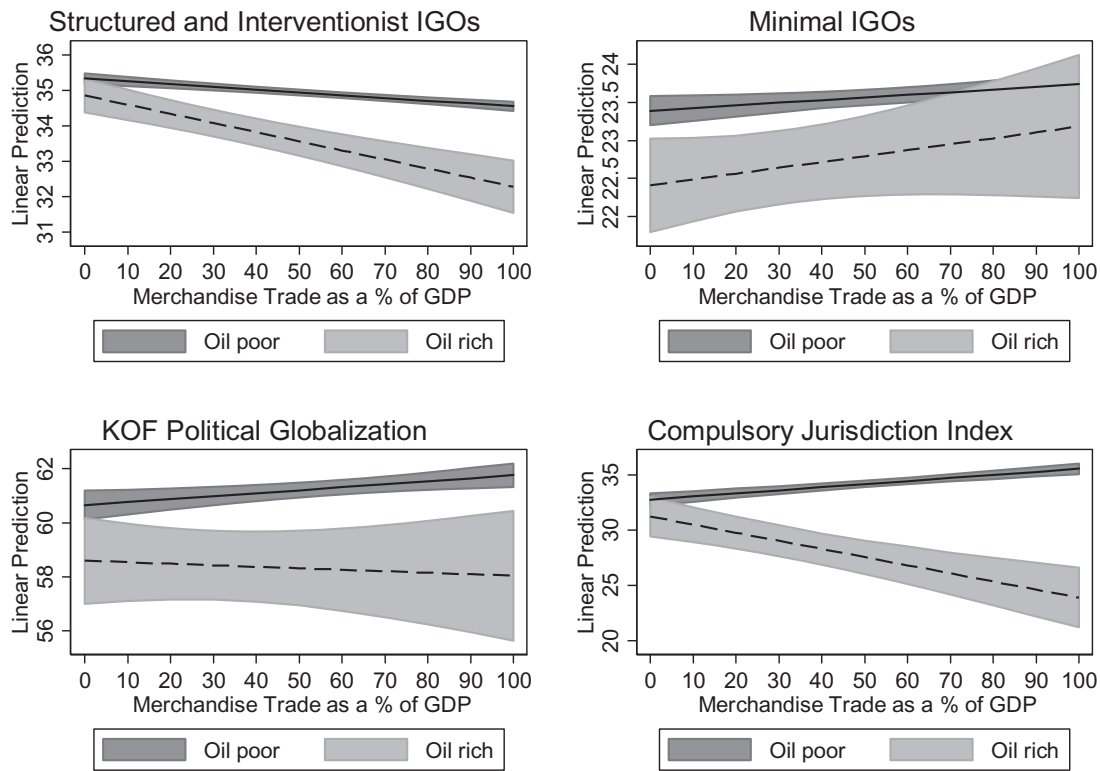 Structured and Interventionist IGOs
Linear Prediction
36
35
34
33
32
31
0 10 20 30 40 50 60 70 80 90 100
Merchandise Trade as a % of GDP
Oil poor Oil rich
Minimal IGOs
Linear Prediction
24
23.5
23
22.5
22
0 10 20 30 40 50 60 70 80 90 100
Merchandise Trade as a % of GDP
Oil poor Oil rich
KOF Political Globalization
Linear Prediction
62
60
58
56
0 10 20 30 40 50 60 70 80 90 100
Merchandise Trade as a % of GDP
Oil poor Oil rich
Compulsory Jurisdiction Index
Linear Prediction
35
30
25
20
0 10 20 30 40 50 60 70 80 90 100
Merchandise Trade as a % of GDP
Oil poor Oil rich